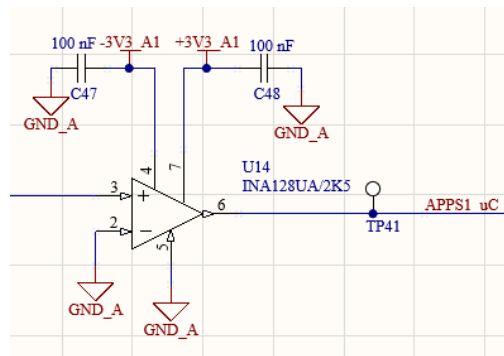 100 nF -3V3_A1 +3V3_A1 100 nF
C47 C48
GND_A GND_A
4 7
U14
INA128UA/2K5
3 + 6 APPS1_uC
2 - TP41
5
GND_A
GND_A